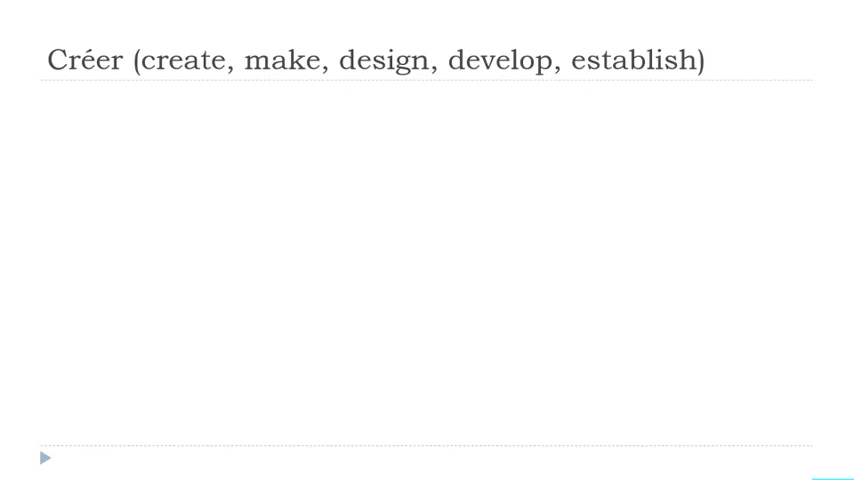 Créer (create, make, design, develop, establish)